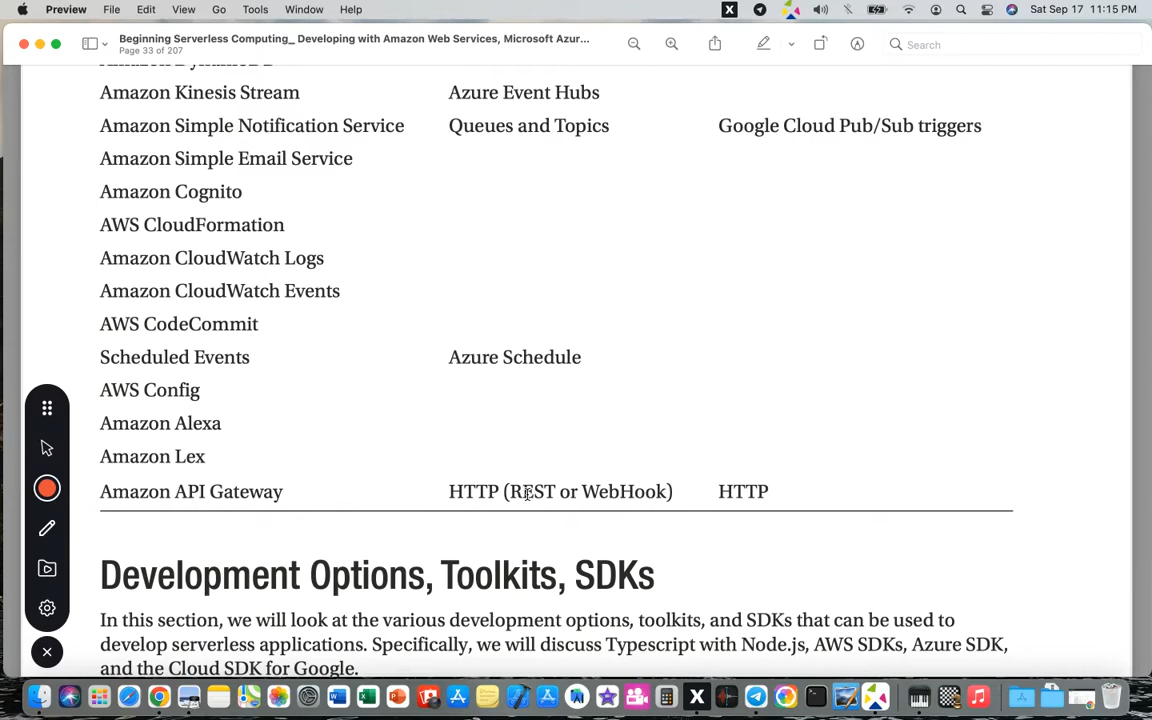 Preview File Edit View Go Tools Window Help Sat Sep 17 11:15 PM
Beginning Serverless Computing_ Developing with Amazon Web Services, Microsoft Azur...
Page 33 of 207
Search
Amazon Kinesis Stream Azure Event Hubs
Amazon Simple Notification Service Queues and Topics Google Cloud Pub/Sub triggers
Amazon Simple Email Service
Amazon Cognito
AWS CloudFormation
Amazon CloudWatch Logs
Amazon CloudWatch Events
AWS CodeCommit
Scheduled Events Azure Schedule
AWS Config
Amazon Alexa
Amazon Lex
Amazon API Gateway HTTP (REST or WebHook) HTTP
Development Options, Toolkits, SDKs
In this section, we will look at the various development options, toolkits, and SDKs that can be used to
develop serverless applications. Specifically, we will discuss Typescript with Node.js, AWS SDKs, Azure SDK,
and the Cloud SDK for Google.